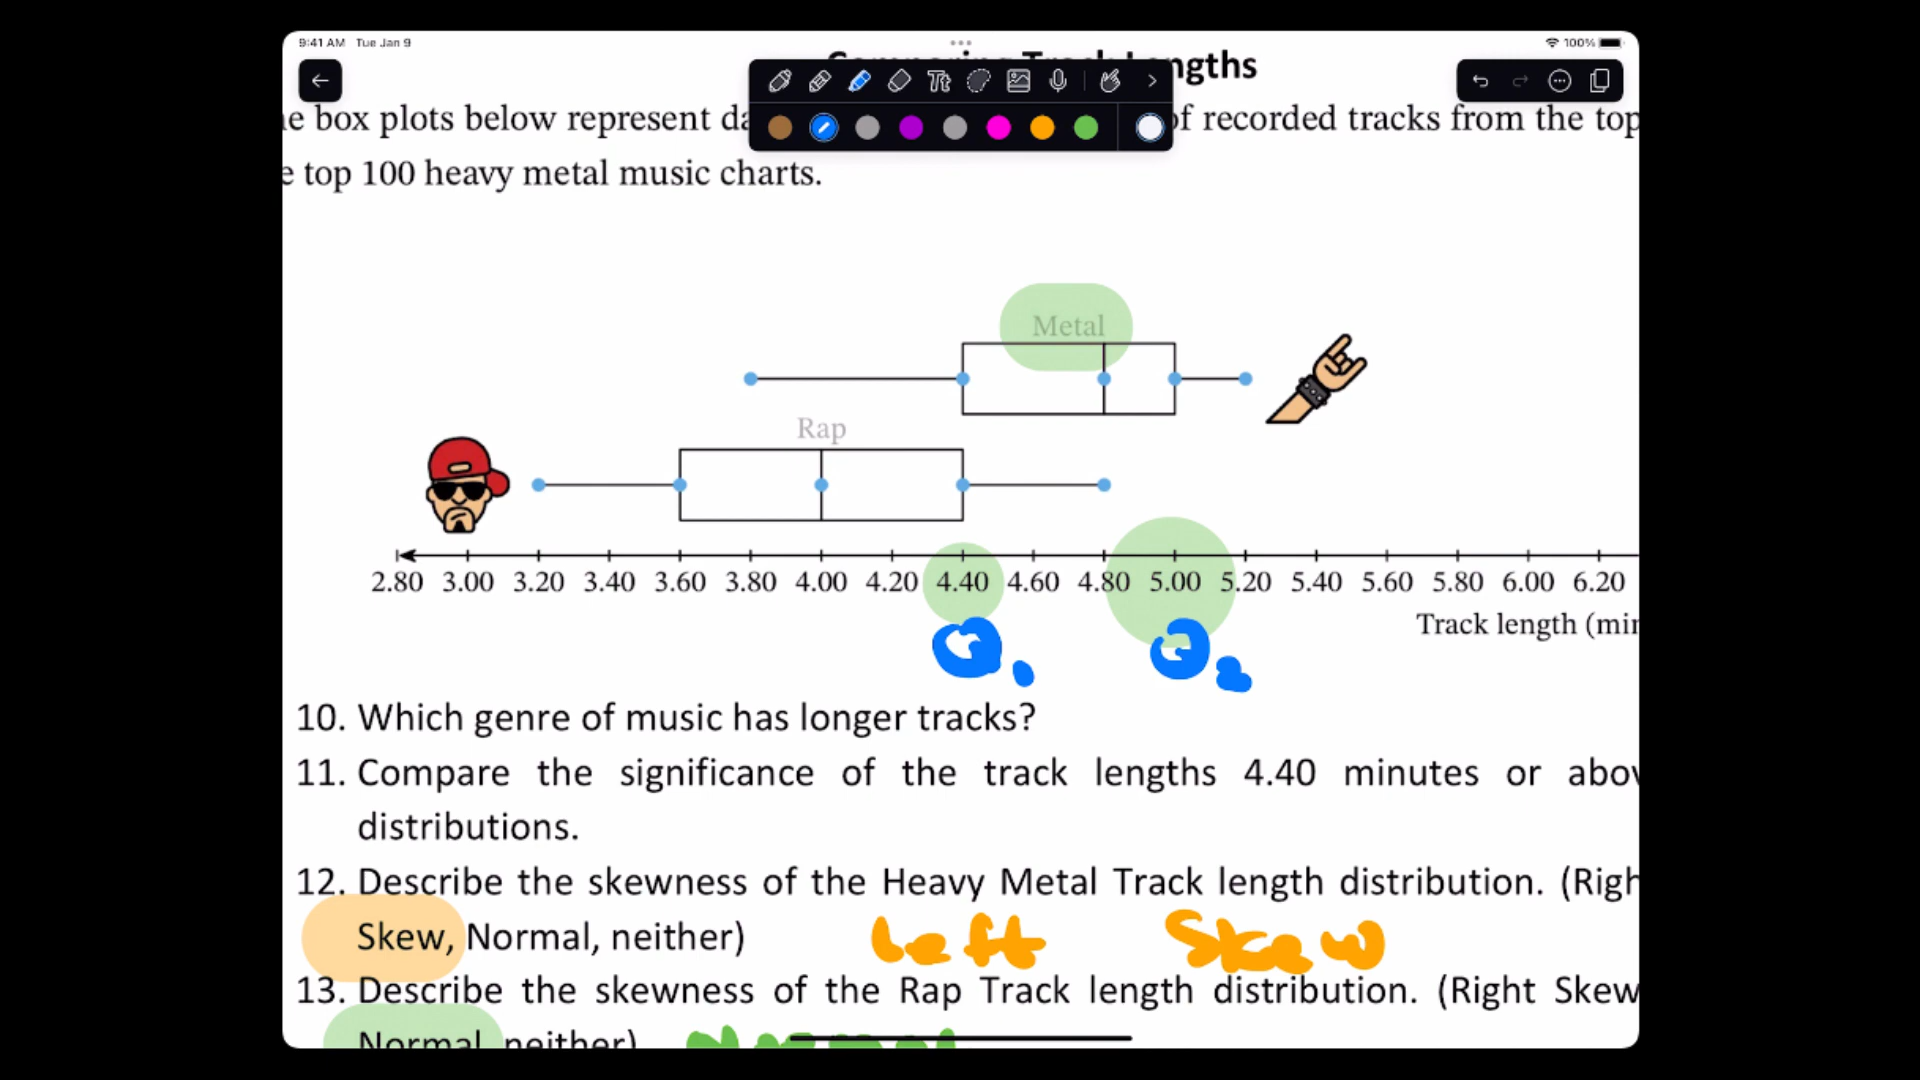 9:41 AM Tue Jan 9
100%
Comparing Track Lengths
box plots below represent
of recorded tracks from the top
top 100 heavy metal music charts.
Metal
Rap
2.80 3.00 3.20 3.40 3.60 3.80 4.00 4.20 4.40 4.60 4.80 5.00 5.20 5.40 5.60 5.80 6.00 6.20
Track length
10. Which genre of music has longer tracks?
11. Compare the significance of the track lengths 4.40 minutes or
distributions.
12. Describe the skewness of the Heavy Metal Track length distribution.
Skew, Normal, neither)
Left Skew
13. Describe the skewness of the Rap Track length distribution. (Right Skew
Normal, neither)